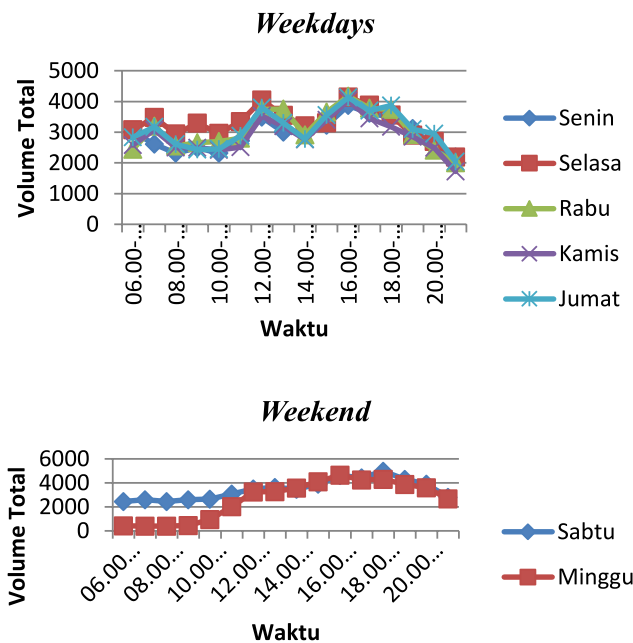 Weekdays
Volume Total
5000
4000
3000
2000
1000
0
06.00-…
08.00-…
10.00-…
12.00-…
14.00-…
16.00-…
18.00-…
20.00-…
Waktu
Senin
Selasa
Rabu
Kamis
Jumat
Weekend
Volume Total
6000
4000
2000
0
06.00…
08.00…
10.00…
12.00…
14.00…
16.00…
18.00…
20.00…
Waktu
Sabtu
Minggu